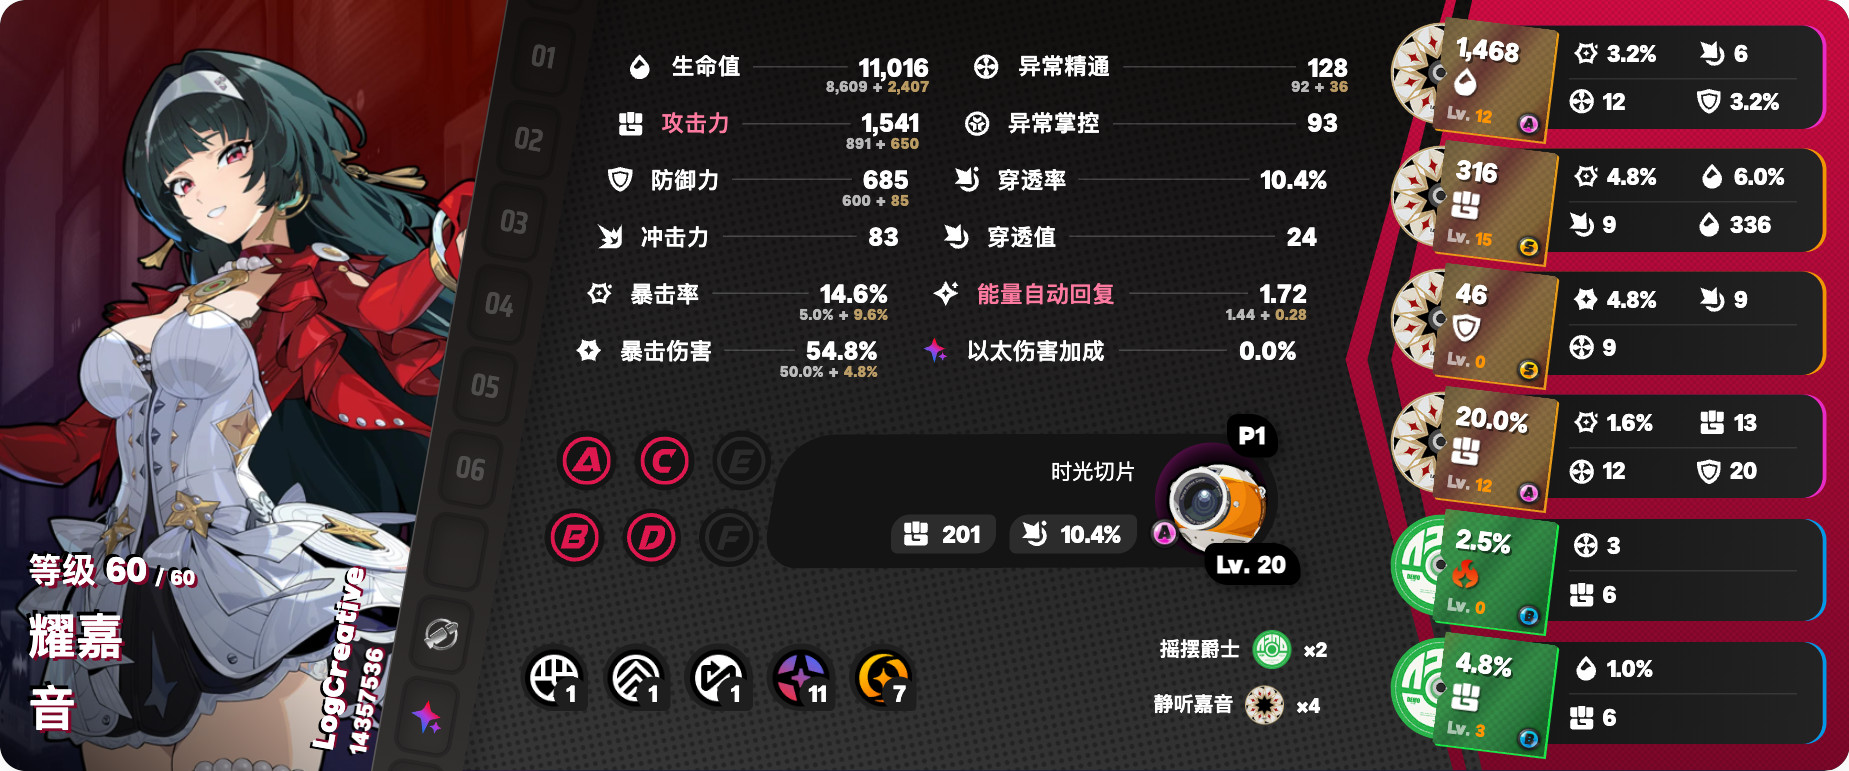 等级 60 / 60
耀嘉
音
LogCreative
14357536
01
02
03
04
05
06
生命值 11,016
8,609 + 2,407
攻击力 1,541
891 + 650
防御力 685
600 + 85
冲击力 83
暴击率 14.6%
5.0% + 9.6%
暴击伤害 54.8%
50.0% + 4.8%
异常精通 128
92 + 36
异常掌控 93
穿透率 10.4%
穿透值 24
能量自动回复 1.72
1.44 + 0.28
以太伤害加成 0.0%
A C E
B D F
P1
时光切片
201 10.4%
A
Lv. 20
1 1 1 11 7
摇摆爵士 ×2
静听嘉音 ×4
1,468
Lv. 12 A
3.2% 6
12 3.2%
316
Lv. 15 S
4.8% 6.0%
9 336
46
Lv. 0 S
4.8% 9
9
20.0%
Lv. 12 A
1.6% 13
12 20
2.5%
Lv. 0 B
3
6
4.8%
Lv. 3 B
1.0%
6